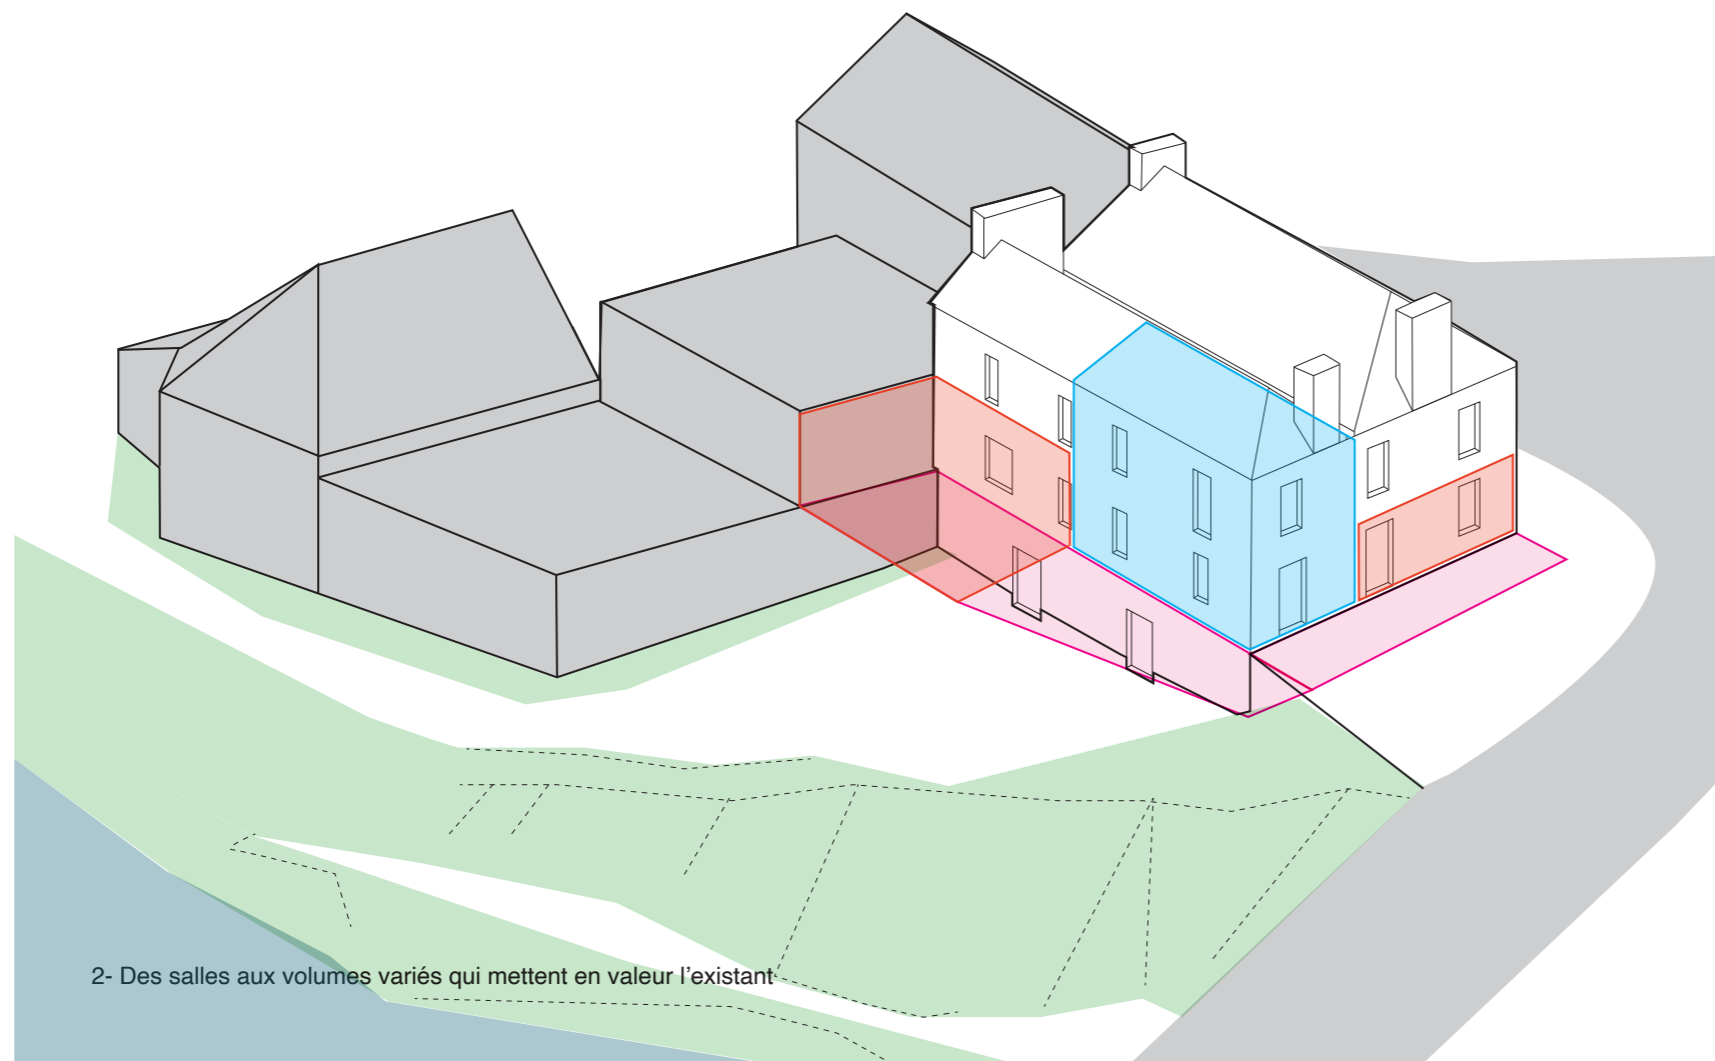 2- Des salles aux volumes variés qui mettent en valeur l’existant